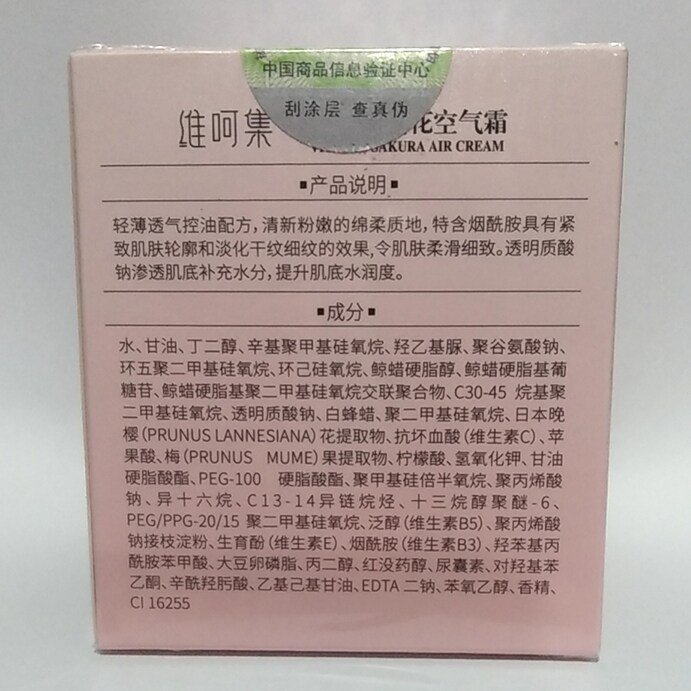 中国商品信息验证中心
刮涂层 查真伪
维呵集 花空气霜
SAKURA AIR CREAM
▪产品说明▪
轻薄透气控油配方，清新粉嫩的绵柔质地，特含烟酰胺具有紧
致肌肤轮廓和淡化干纹细纹的效果，令肌肤柔滑细致。透明质酸
钠渗透肌底补充水分，提升肌底水润度。
▪成分▪
水、甘油、丁二醇、辛基聚甲基硅氧烷、羟乙基脲、聚谷氨酸钠、
环五聚二甲基硅氧烷、环己硅氧烷、鲸蜡硬脂醇、鲸蜡硬脂基葡
糖苷、鲸蜡硬脂基聚二甲基硅氧烷交联聚合物、C30-45 烷基聚
二甲基硅氧烷、透明质酸钠、白蜂蜡、聚二甲基硅氧烷、日本晚
樱（PRUNUS LANNESIANA）花提取物、抗坏血酸（维生素C）、苹
果酸、梅（PRUNUS MUME）果提取物、柠檬酸、氢氧化钾、甘油
硬脂酸酯、PEG-100 硬脂酸酯、聚甲基硅倍半氧烷、聚丙烯酸
钠、异十六烷、C13-14异链烷烃、十三烷醇聚醚-6、
PEG/PPG-20/15 聚二甲基硅氧烷、泛醇（维生素B5）、聚丙烯酸
钠接枝淀粉、生育酚（维生素E）、烟酰胺（维生素B3）、羟苯基丙
酰胺苯甲酸、大豆卵磷脂、丙二醇、红没药醇、尿囊素、对羟基苯
乙酮、辛酰羟肟酸、乙基己基甘油、EDTA 二钠、苯氧乙醇、香精、
CI 16255